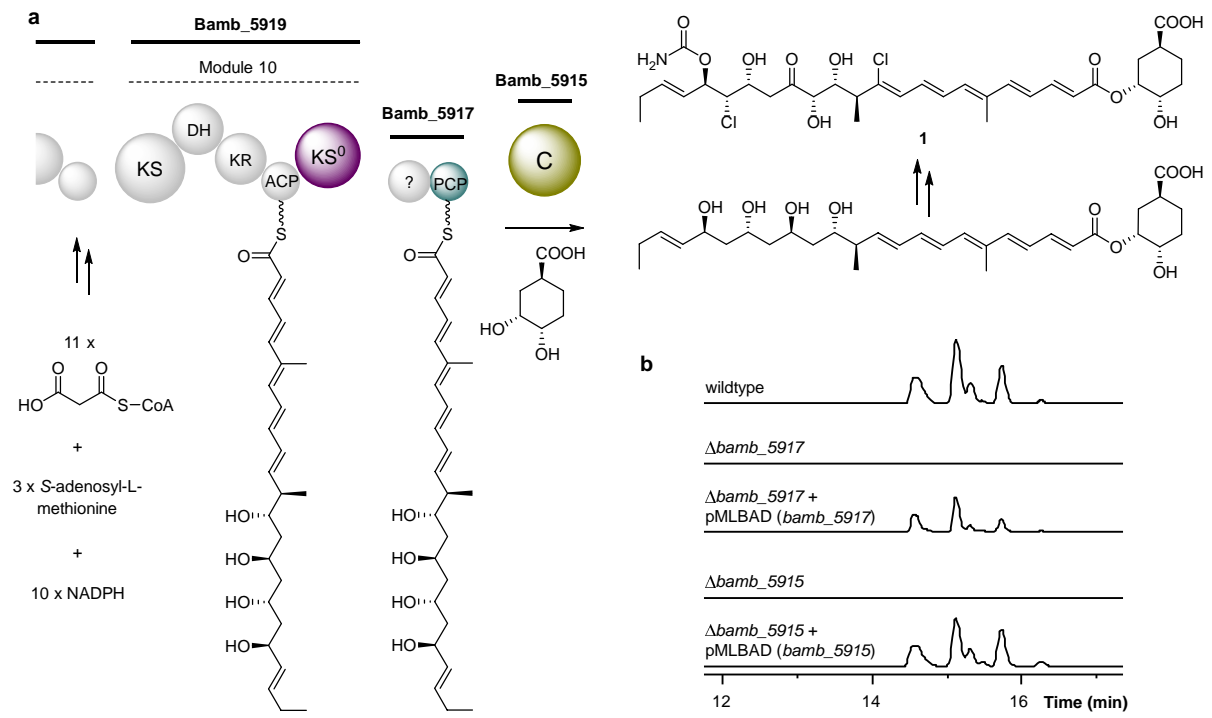 a
Bamb_5919
Module 10
KS
DH
KR
ACP
KS⁰
Bamb_5917
?
PCP
Bamb_5915
C
S
O
S
O
11 x
O
O
HO
S
CoA
+
3 x S-adenosyl-L-
methionine
+
10 x NADPH
HO
HO
HO
HO
HO
HO
HO
HO
COOH
HO
OH
O
H₂N
O
OH
O
OH
Cl
Cl
OH
O
O
COOH
OH
1
OH
OH
OH
OH
O
O
COOH
OH
b
wildtype
Δbamb_5917
Δbamb_5917 +
pMLBAD (bamb_5917)
Δbamb_5915
Δbamb_5915 +
pMLBAD (bamb_5915)
12
14
16
Time (min)